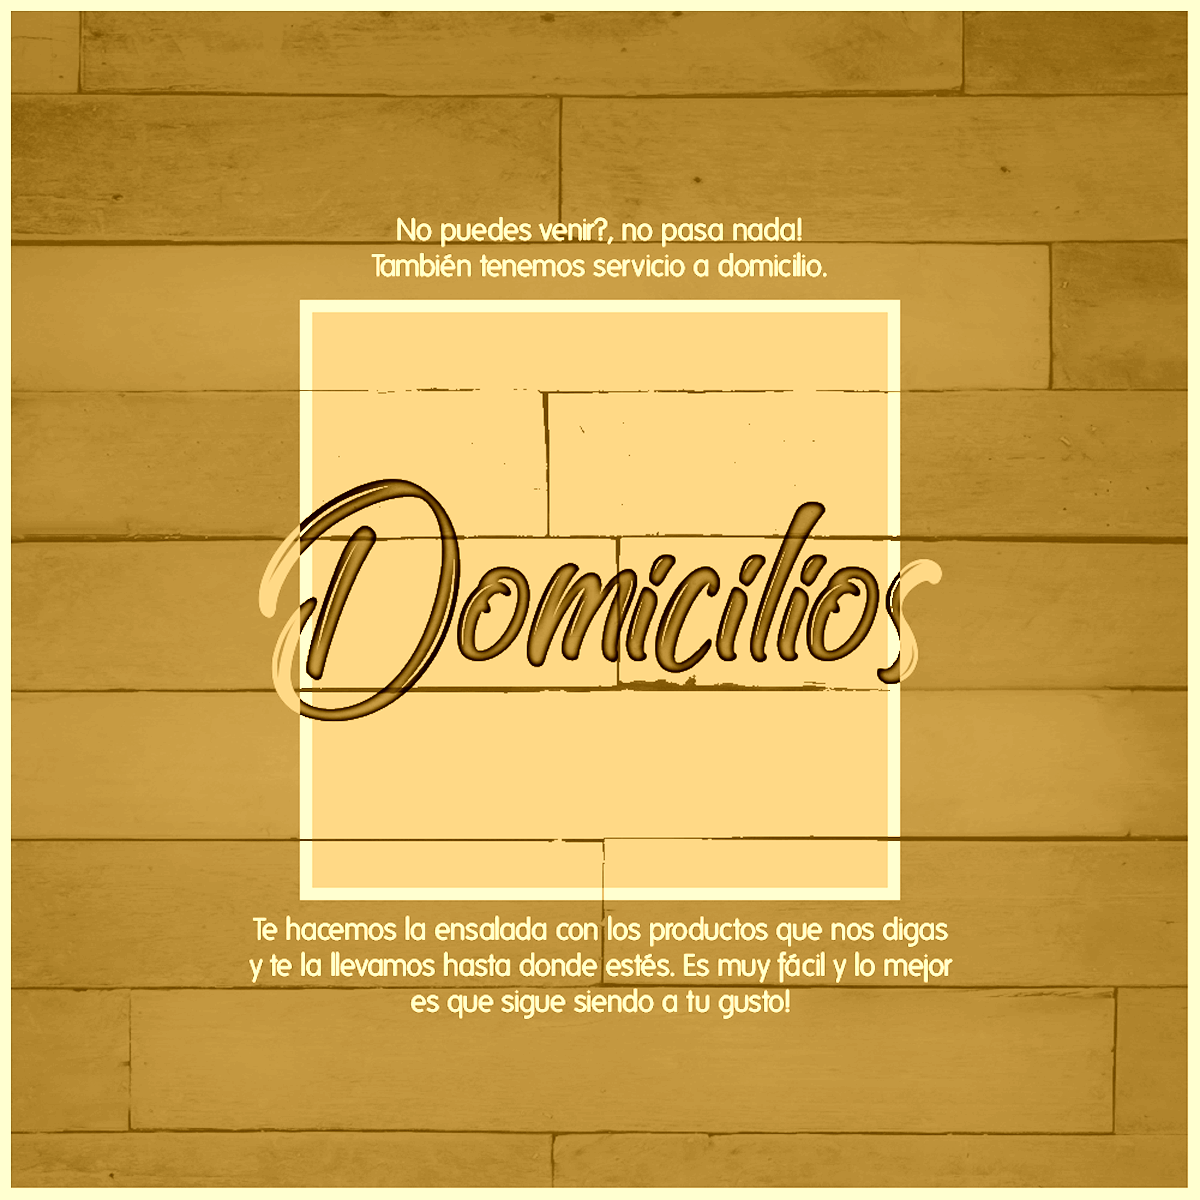 No puedes venir?, no pasa nada!
También tenemos servicio a domicilio.
Domicilios
Te hacemos la ensalada con los productos que nos digas
y te la llevamos hasta donde estés. Es muy fácil y lo mejor
es que sigue siendo a tu gusto!